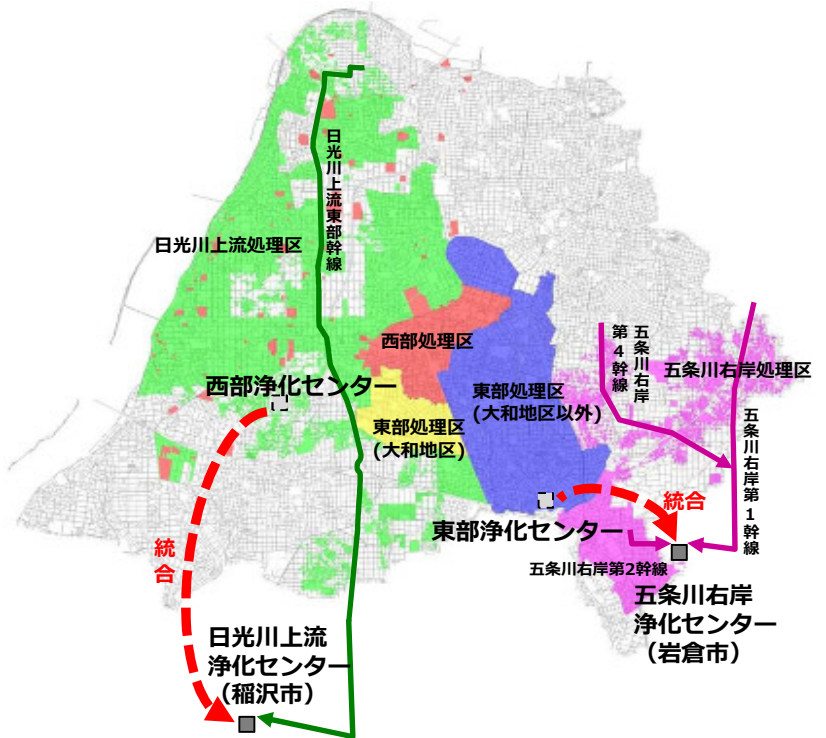 日光川上流東部幹線
日光川上流処理区
西部処理区
五条川右岸
第4幹線
五条川右岸処理区
西部浄化センター
東部処理区
(大和地区以外)
東部処理区
(大和地区)
五条川右岸第1幹線
統合
東部浄化センター
統合
五条川右岸第2幹線
五条川右岸
浄化センター
(岩倉市)
日光川上流
浄化センター
(稲沢市)